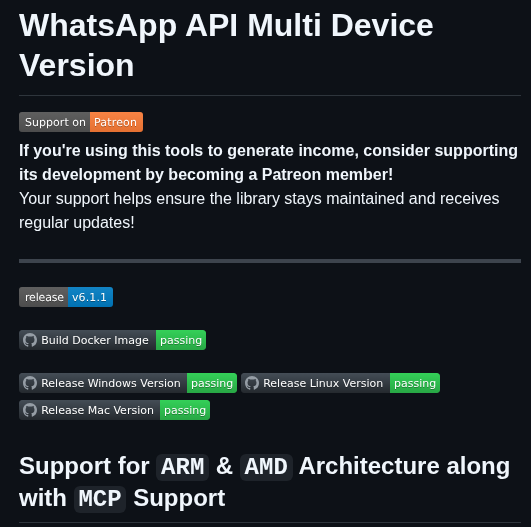 WhatsApp API Multi Device
Version
Support on Patreon
If you're using this tools to generate income, consider supporting
its development by becoming a Patreon member!
Your support helps ensure the library stays maintained and receives
regular updates!
release v6.1.1
Build Docker Image passing
Release Windows Version passing Release Linux Version passing
Release Mac Version passing
Support for ARM & AMD Architecture along
with MCP Support